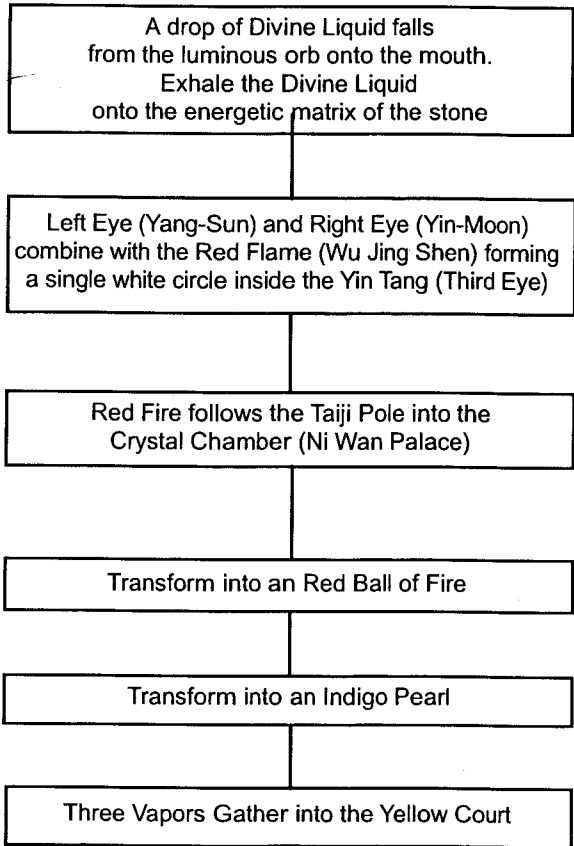 A drop of Divine Liquid falls
from the luminous orb onto the mouth.
Exhale the Divine Liquid
onto the energetic matrix of the stone
Left Eye (Yang-Sun) and Right Eye (Yin-Moon)
combine with the Red Flame (Wu Jing Shen) forming
a single white circle inside the Yin Tang (Third Eye)
Red Fire follows the Taiji Pole into the
Crystal Chamber (Ni Wan Palace)
Transform into an Red Ball of Fire
Transform into an Indigo Pearl
Three Vapors Gather into the Yellow Court